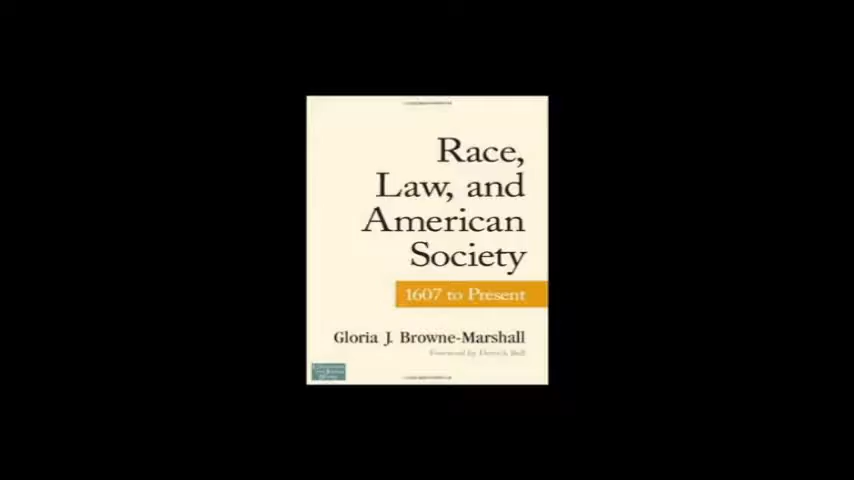 Race,
Law, and
American
Society
1607 to Present
Gloria J. Browne-Marshall
Foreword by Derrick Bell